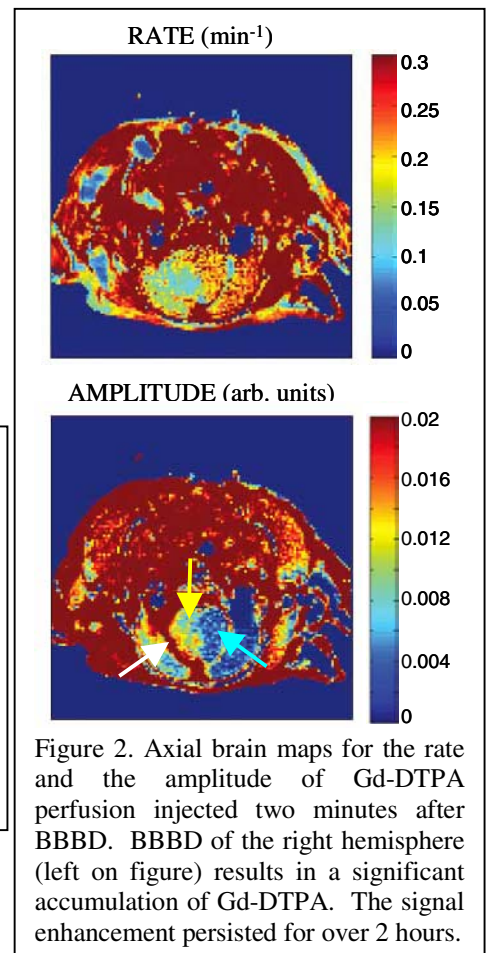 RATE (min-1)
0.3
0.25
0.2
0.15
0.1
0.05
0
AMPLITUDE (arb. units)
0.02
0.016
0.012
0.008
0.004
0
Figure 2. Axial brain maps for the rate
and the amplitude of Gd-DTPA
perfusion injected two minutes after
BBBD. BBBD of the right hemisphere
(left on figure) results in a significant
accumulation of Gd-DTPA. The signal
enhancement persisted for over 2 hours.